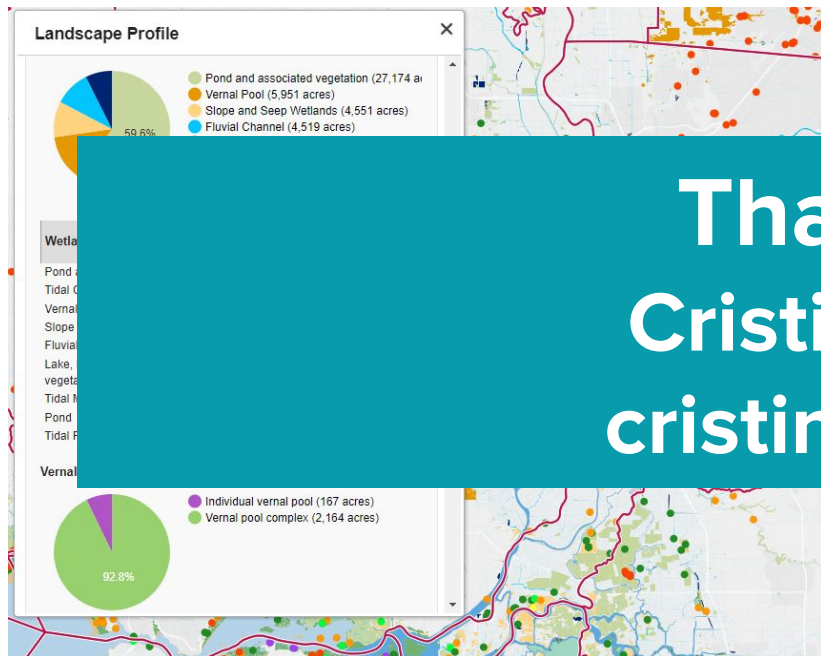 Landscape Profile
Pond and associated vegetation (27,174
Vernal Pool (5,951 acres)
Slope and Seep Wetlands (4,551 acres)
Fluvial Channel (4,519 acres)
59.6%
Tha
Wetla
Pond
Tidal
Cristi
Vernal
Slope
Fluvial
Lake,
vegeta
Tidal
cristin
Pond
Tidal
Vernal
Individual vernal pool (167 acres)
Vernal pool complex (2,164 acres)
92.8%